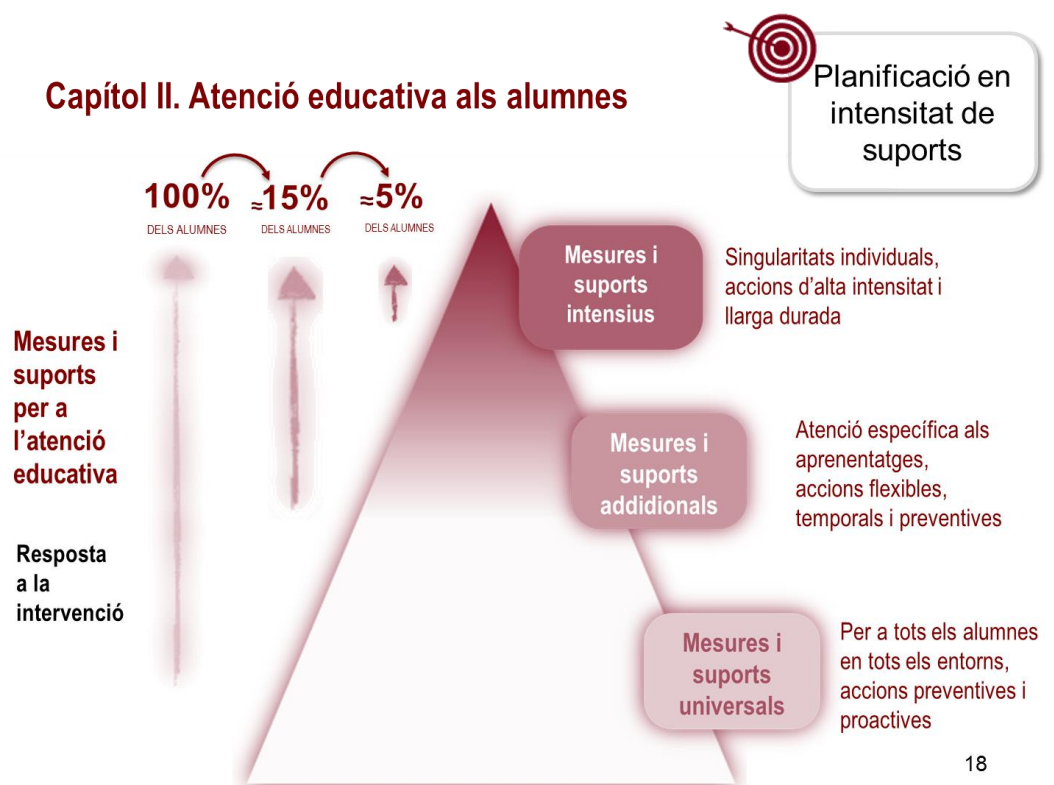 Planificació en
intensitat de
suports
Capítol II. Atenció educativa als alumnes
100% ≈15% ≈5%
DELS ALUMNES DELS ALUMNES DELS ALUMNES
Mesures i
suports
intensius
Singularitats individuals,
accions d’alta intensitat i
llarga durada
Mesures i
suports
per a
l’atenció
educativa
Mesures i
suports
addidionals
Atenció específica als
aprenentatges,
accions flexibles,
temporals i preventives
Resposta
a la
intervenció
Mesures i
suports
universals
Per a tots els alumnes
en tots els entorns,
accions preventives i
proactives
18